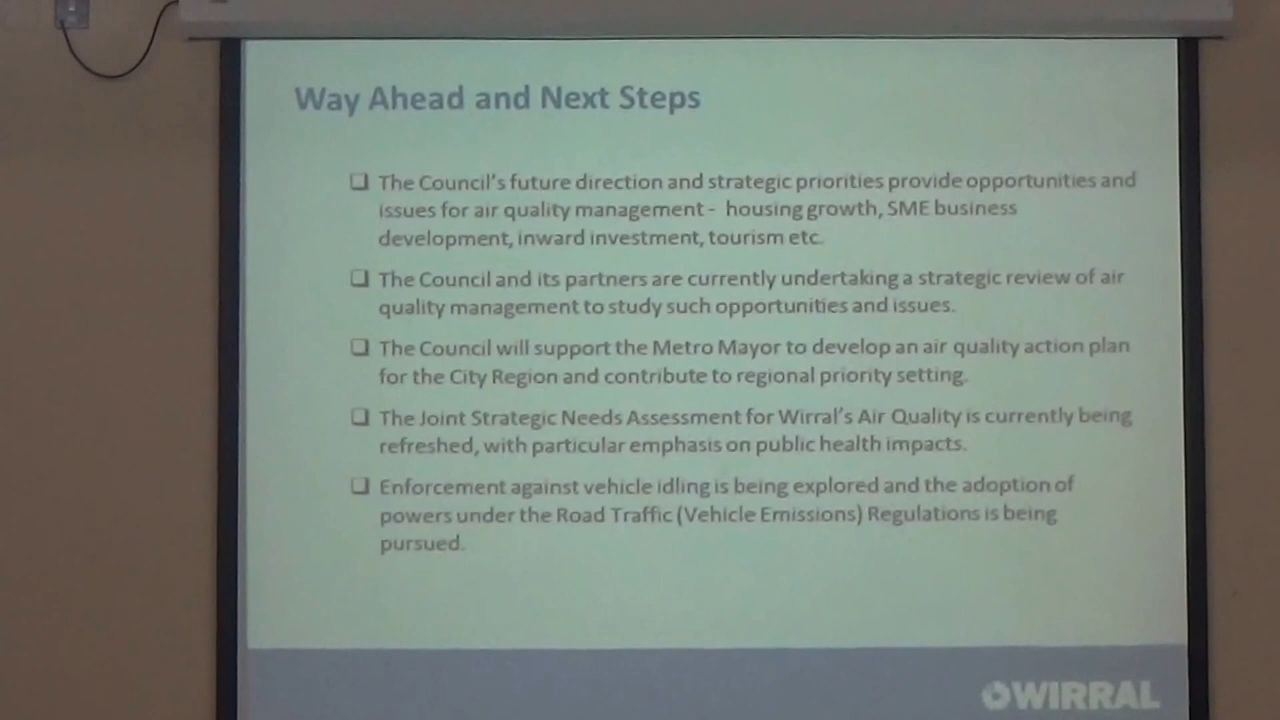 Way Ahead and Next Steps
❑ The Council's future direction and strategic priorities provide opportunities and
issues for air quality management - housing growth, SME business
development, inward investment, tourism etc.
❑ The Council and its partners are currently undertaking a strategic review of air
quality management to study such opportunities and issues.
❑ The Council will support the Metro Mayor to develop an air quality action plan
for the City Region and contribute to regional priority setting.
❑ The Joint Strategic Needs Assessment for Wirral's Air Quality is currently being
refreshed, with particular emphasis on public health impacts.
❑ Enforcement against vehicle idling is being explored and the adoption of
powers under the Road Traffic (Vehicle Emissions) Regulations is being
pursued.
WIRRAL